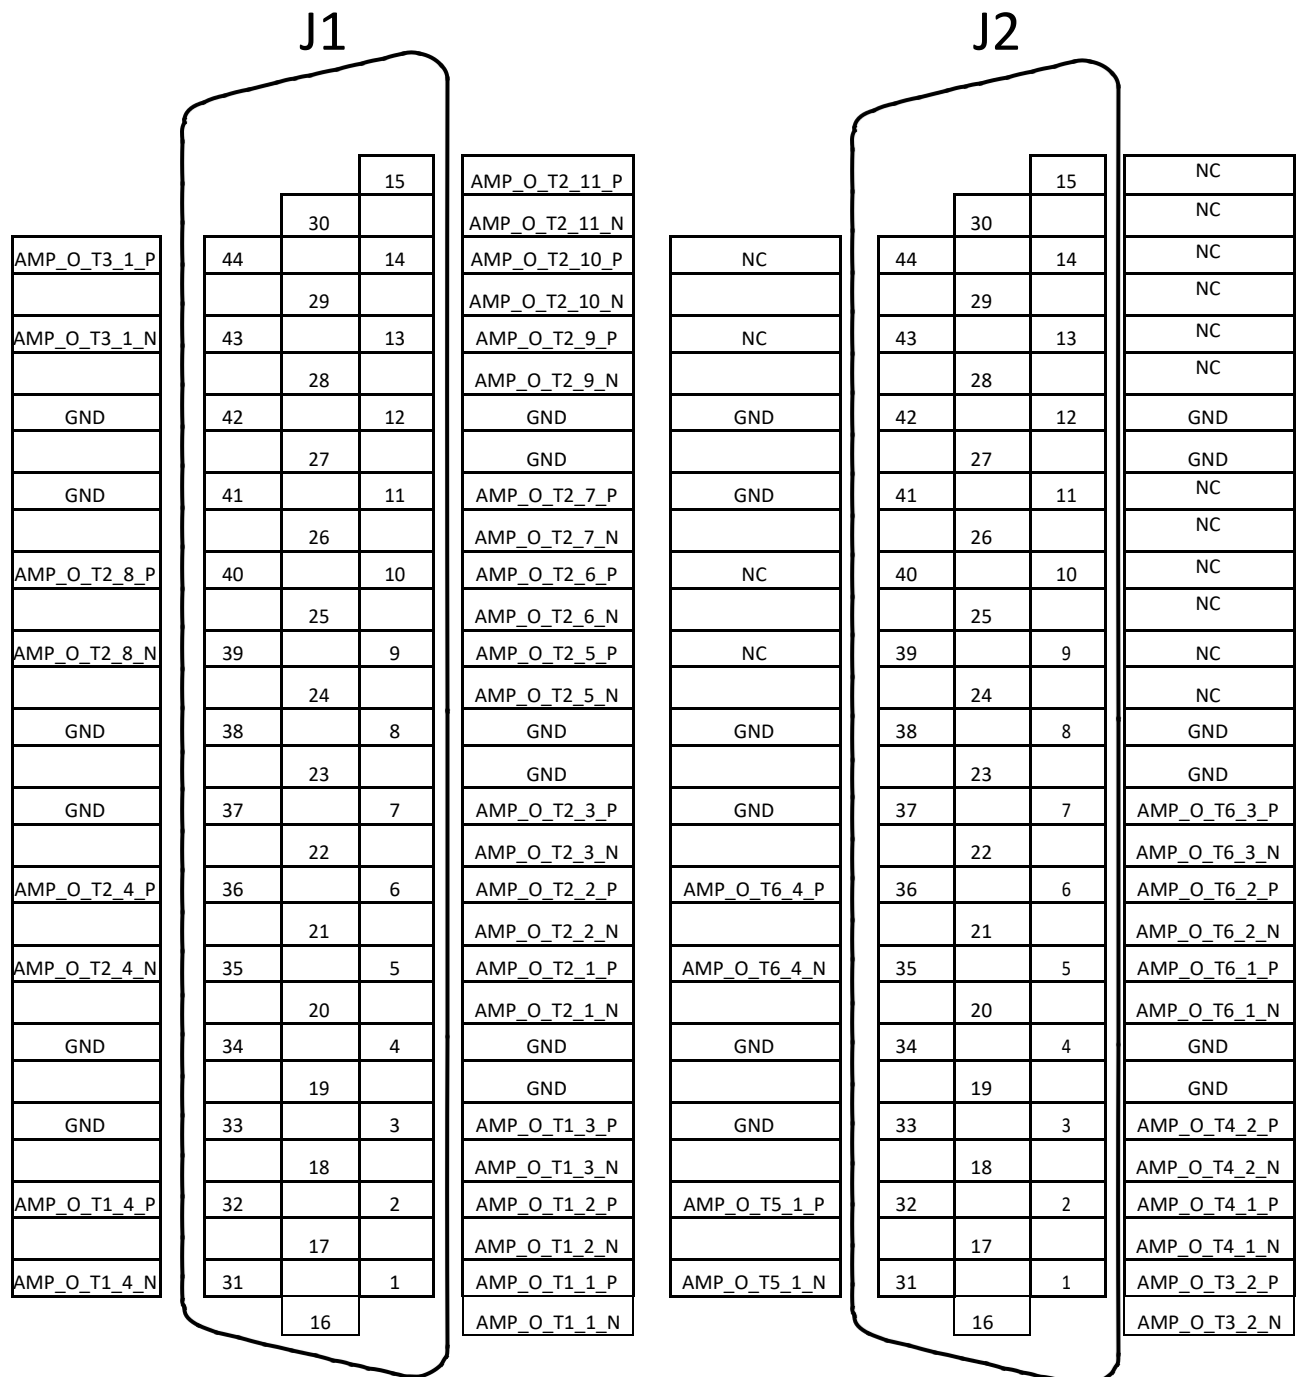 J1 J2
15 AMP_O_T2_11_P 15 NC
30 AMP_O_T2_11_N 30 NC
AMP_O_T3_1_P 44 14 AMP_O_T2_10_P NC 44 14 NC
29 AMP_O_T2_10_N 29 NC
AMP_O_T3_1_N 43 13 AMP_O_T2_9_P NC 43 13 NC
28 AMP_O_T2_9_N 28 NC
GND 42 12 GND GND 42 12 GND
27 GND 27 GND
GND 41 11 AMP_O_T2_7_P GND 41 11 NC
26 AMP_O_T2_7_N 26 NC
AMP_O_T2_8_P 40 10 AMP_O_T2_6_P NC 40 10 NC
25 AMP_O_T2_6_N 25 NC
AMP_O_T2_8_N 39 9 AMP_O_T2_5_P NC 39 9 NC
24 AMP_O_T2_5_N 24 NC
GND 38 8 GND GND 38 8 GND
23 GND 23 GND
GND 37 7 AMP_O_T2_3_P GND 37 7 AMP_O_T6_3_P
22 AMP_O_T2_3_N 22 AMP_O_T6_3_N
AMP_O_T2_4_P 36 6 AMP_O_T2_2_P AMP_O_T6_4_P 36 6 AMP_O_T6_2_P
21 AMP_O_T2_2_N 21 AMP_O_T6_2_N
AMP_O_T2_4_N 35 5 AMP_O_T2_1_P AMP_O_T6_4_N 35 5 AMP_O_T6_1_P
20 AMP_O_T2_1_N 20 AMP_O_T6_1_N
GND 34 4 GND GND 34 4 GND
19 GND 19 GND
GND 33 3 AMP_O_T1_3_P GND 33 3 AMP_O_T4_2_P
18 AMP_O_T1_3_N 18 AMP_O_T4_2_N
AMP_O_T1_4_P 32 2 AMP_O_T1_2_P AMP_O_T5_1_P 32 2 AMP_O_T4_1_P
17 AMP_O_T1_2_N 17 AMP_O_T4_1_N
AMP_O_T1_4_N 31 1 AMP_O_T1_1_P AMP_O_T5_1_N 31 1 AMP_O_T3_2_P
16 AMP_O_T1_1_N 16 AMP_O_T3_2_N